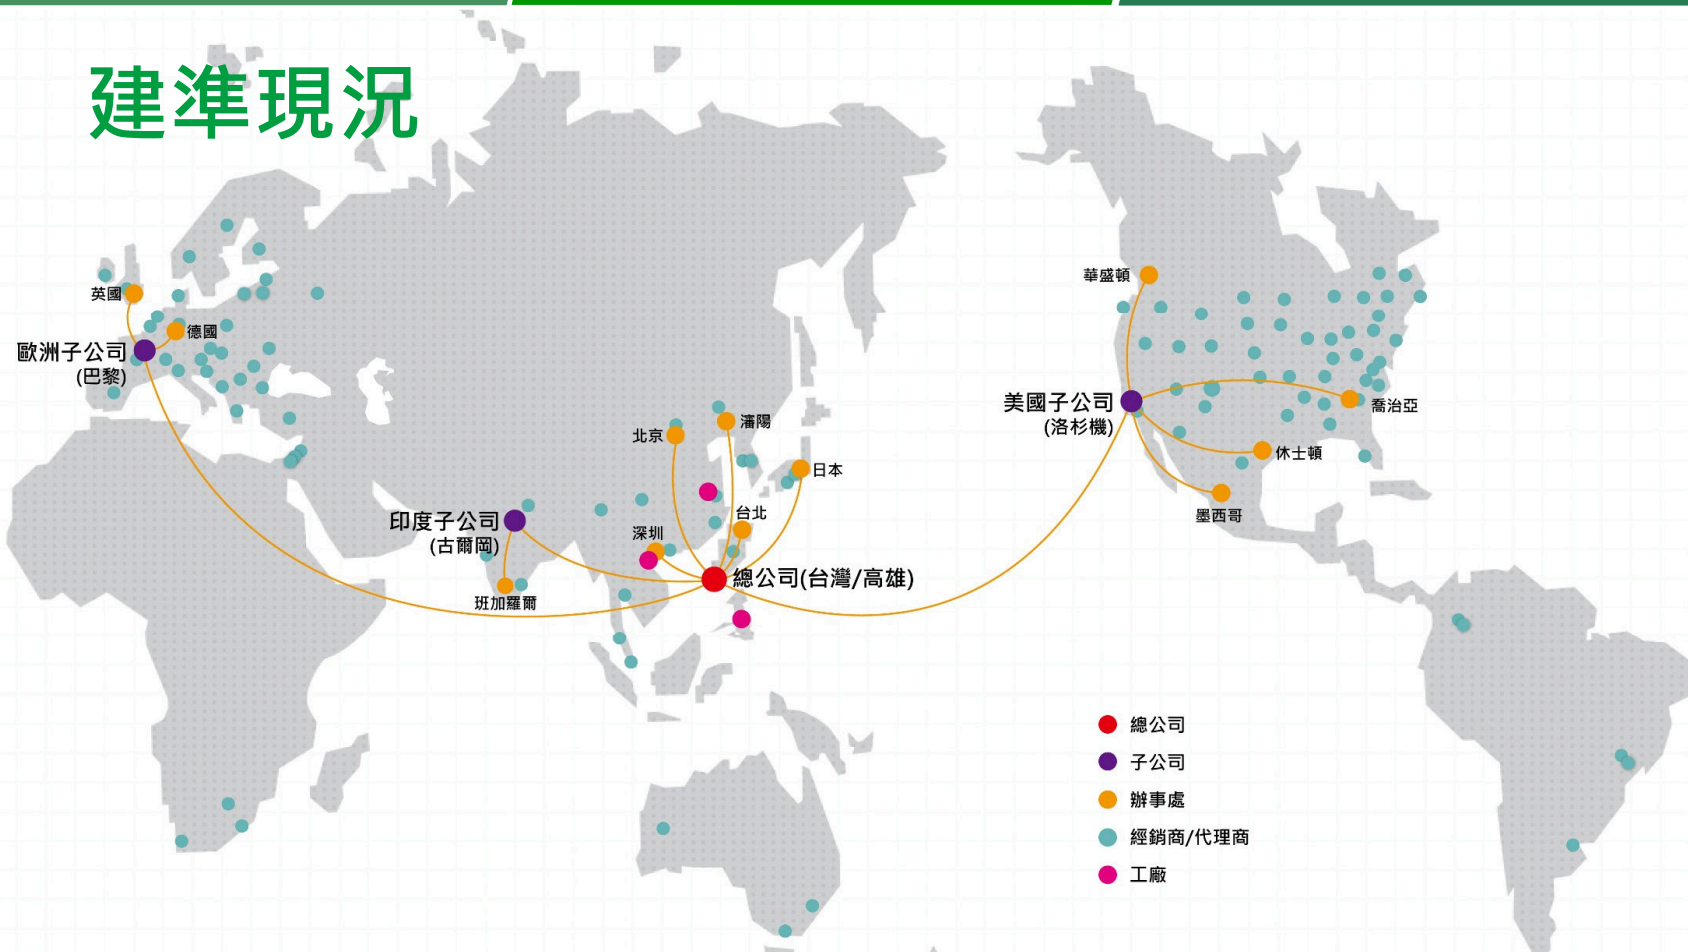 建準現況
英國
德國
歐洲子公司
(巴黎)
北京
瀋陽
日本
台北
深圳
印度子公司
(古爾岡)
班加羅爾
總公司(台灣/高雄)
華盛頓
美國子公司
(洛杉機)
喬治亞
休士頓
墨西哥
總公司
子公司
辦事處
經銷商/代理商
工廠